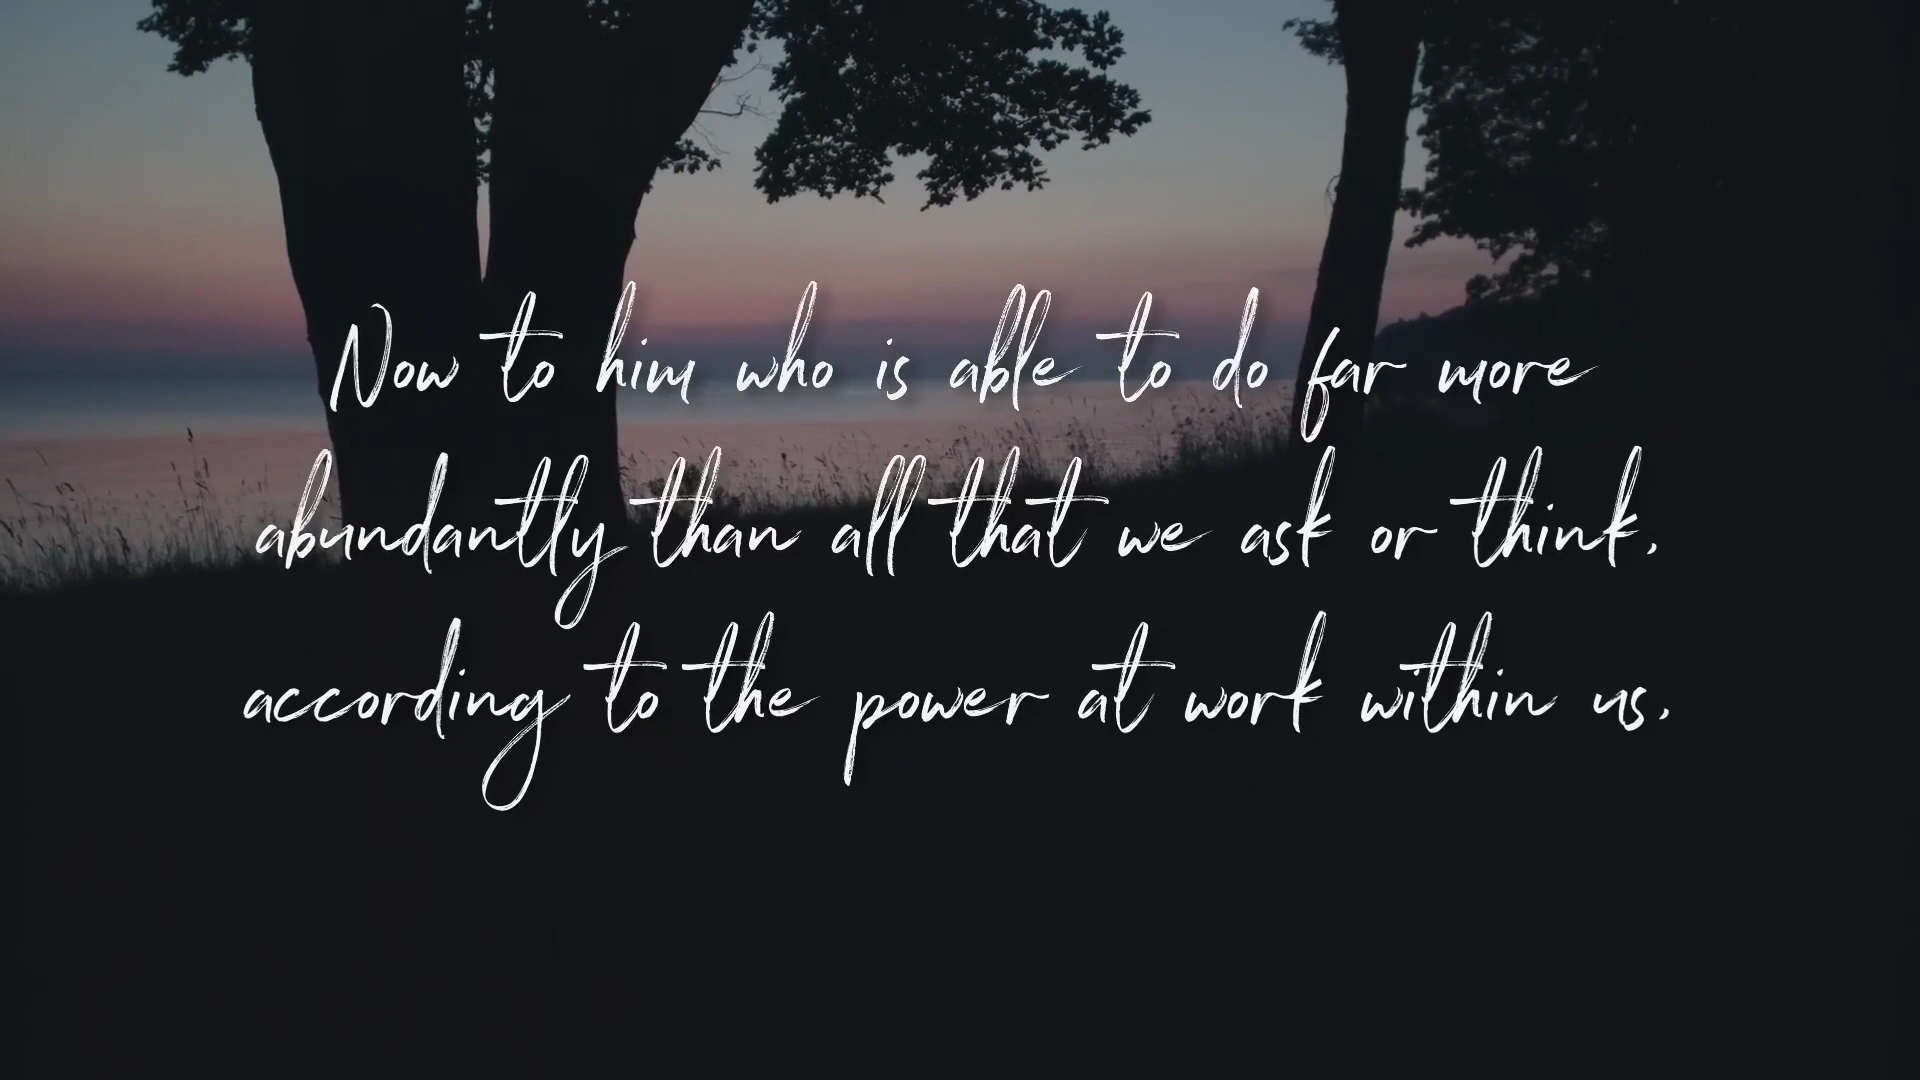 Now to him who is able to do far more
abundantly than all that we ask or think,
according to the power at work within us,